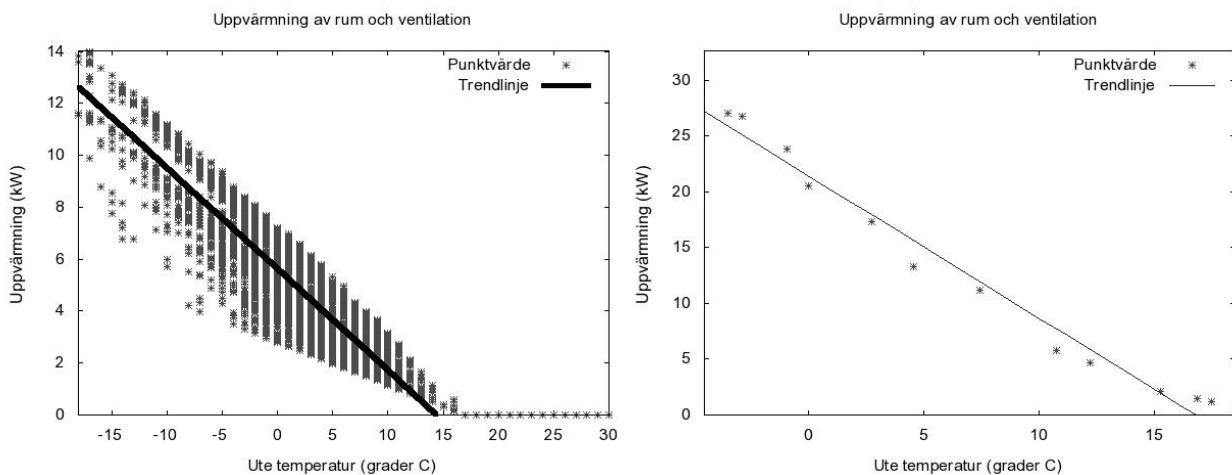 Uppvärmning av rum och ventilation
14
12
10
8
6
4
2
0
Uppvärmning (kW)
Punktvärde
Trendlinje
-15 -10 -5 0 5 10 15 20 25 30
Ute temperatur (grader C)
Uppvärmning av rum och ventilation
30
25
20
15
10
5
0
Uppvärmning (kW)
Punktvärde
Trendlinje
0 5 10 15
Ute temperatur (grader C)